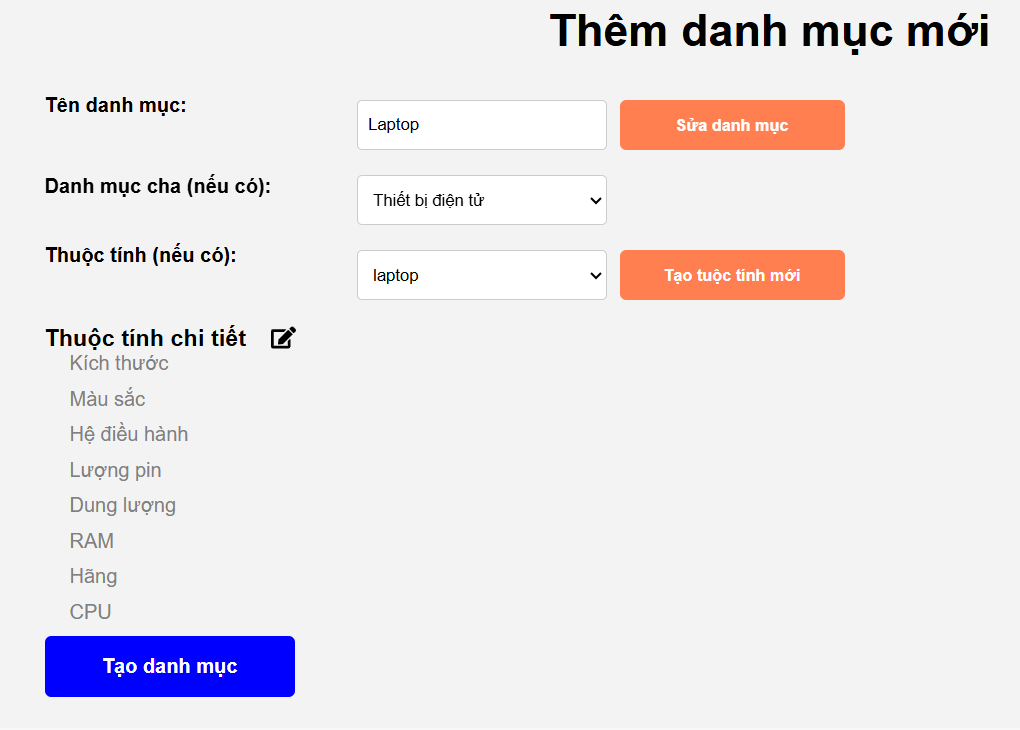 Thêm danh mục mới
Tên danh mục:
Laptop
Sửa danh mục
Danh mục cha (nếu có):
Thiết bị điện tử
Thuộc tính (nếu có):
laptop
Tạo tuộc tính mới
Thuộc tính chi tiết
Kích thước
Màu sắc
Hệ điều hành
Lượng pin
Dung lượng
RAM
Hãng
CPU
Tạo danh mục